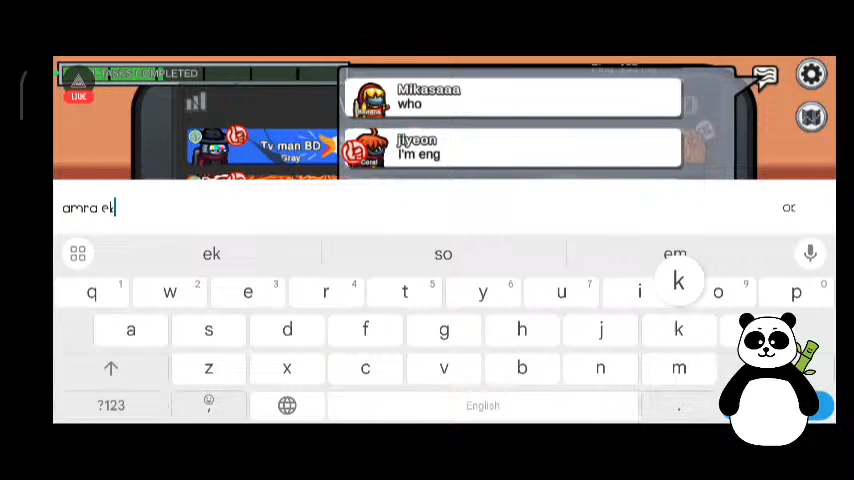 TASKS COMPLETED
LIVE
Mikasaaa
who
Tv man BD
Gray
jiyeon
I'm eng
Coral
amra ek
ek so em
q 1 w 2 e 3 r 4 t 5 y 6 u 7 i k o 9 p 0
a s d f g h j k
z x c v b n m
?123 , English .